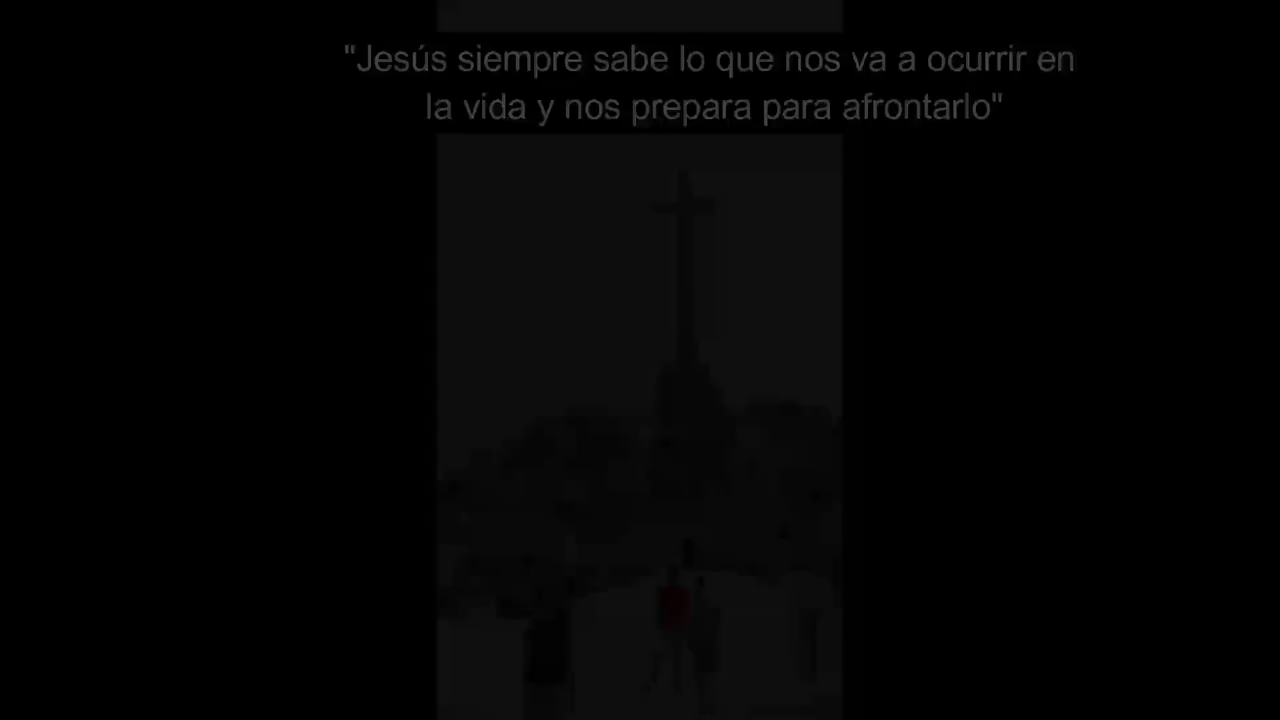 "Jesús siempre sabe lo que nos va a ocurrir en
la vida y nos prepara para afrontarlo"